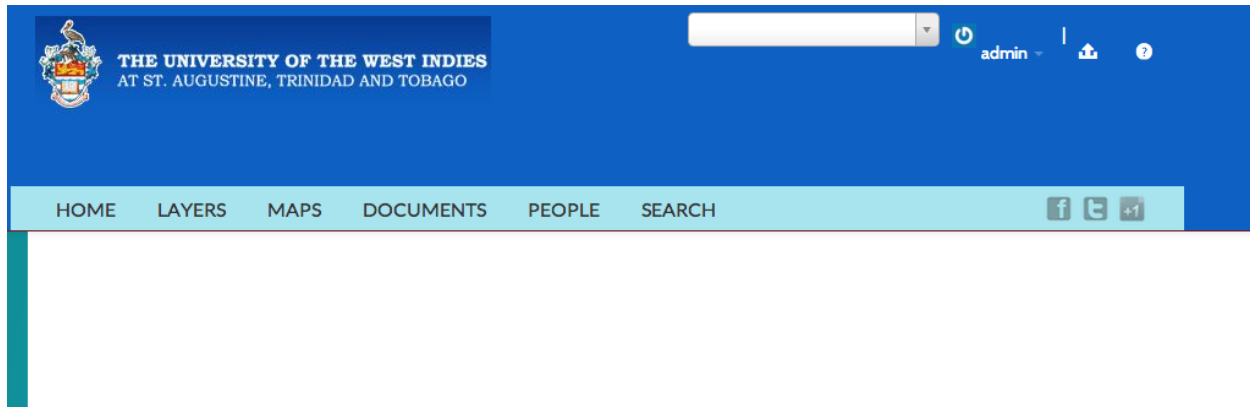 THE UNIVERSITY OF THE WEST INDIES
AT ST. AUGUSTINE, TRINIDAD AND TOBAGO
admin |
?
HOME LAYERS MAPS DOCUMENTS PEOPLE SEARCH
f t +1